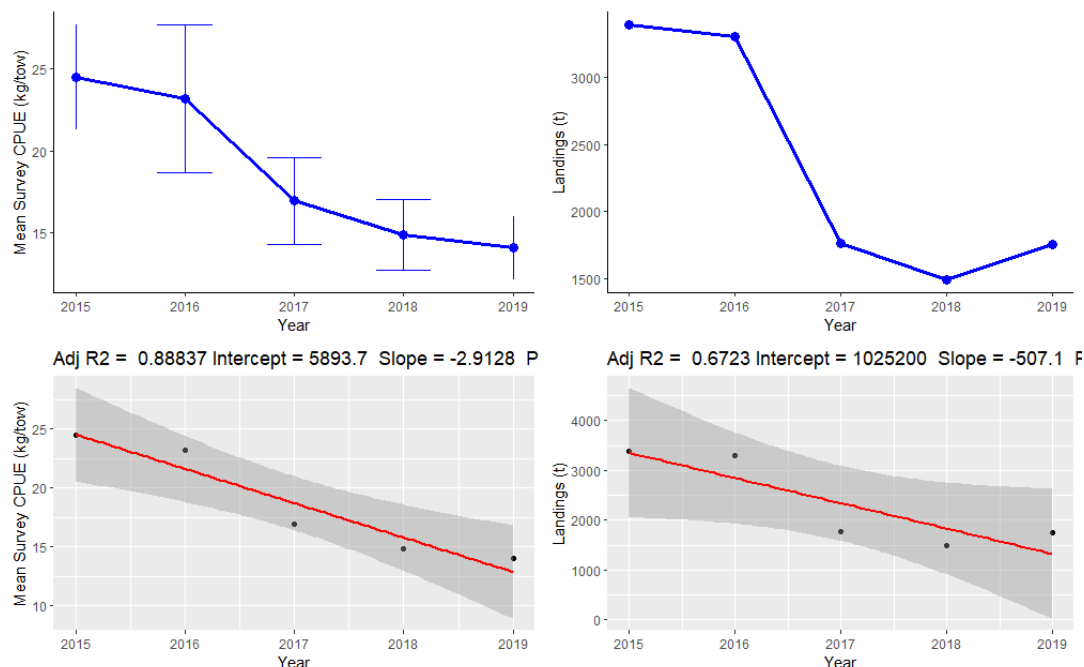 Mean Survey CPUE (kg/tow)
25
20
15
2015 2016 2017 2018 2019
Year
Landings (t)
3000
2500
2000
1500
2015 2016 2017 2018 2019
Year
Adj R2 = 0.88837 Intercept = 5893.7 Slope = -2.9128 P
Mean Survey CPUE (kg/tow)
25
20
15
10
2015 2016 2017 2018 2019
Year
Adj R2 = 0.6723 Intercept = 1025200 Slope = -507.1 P
Landings (t)
4000
3000
2000
1000
0
2015 2016 2017 2018 2019
Year